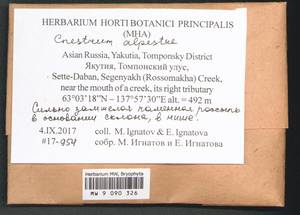 HERBARIUM HORTI BOTANICI PRINCIPALIS
(MHA)
Cnestrum alpestre
Asian Russia, Yakutia, Tomponsky District
Якутия, Томпонский улус,
Sette-Daban, Segenyakh (Rossomakha) Creek,
near the mouth of a creek, its right tributary
63°03'18"N – 137°57'30"E alt. = 492 m
Сильно замшелая каменная россыпь
в основании склона, в нише.
4.IX.2017 coll. M. Ignatov & E. Ignatova
#17-954 собр. М. Игнатов и Е. Игнатова
Herbarium MW, Bryophyta
MW 9 090 326